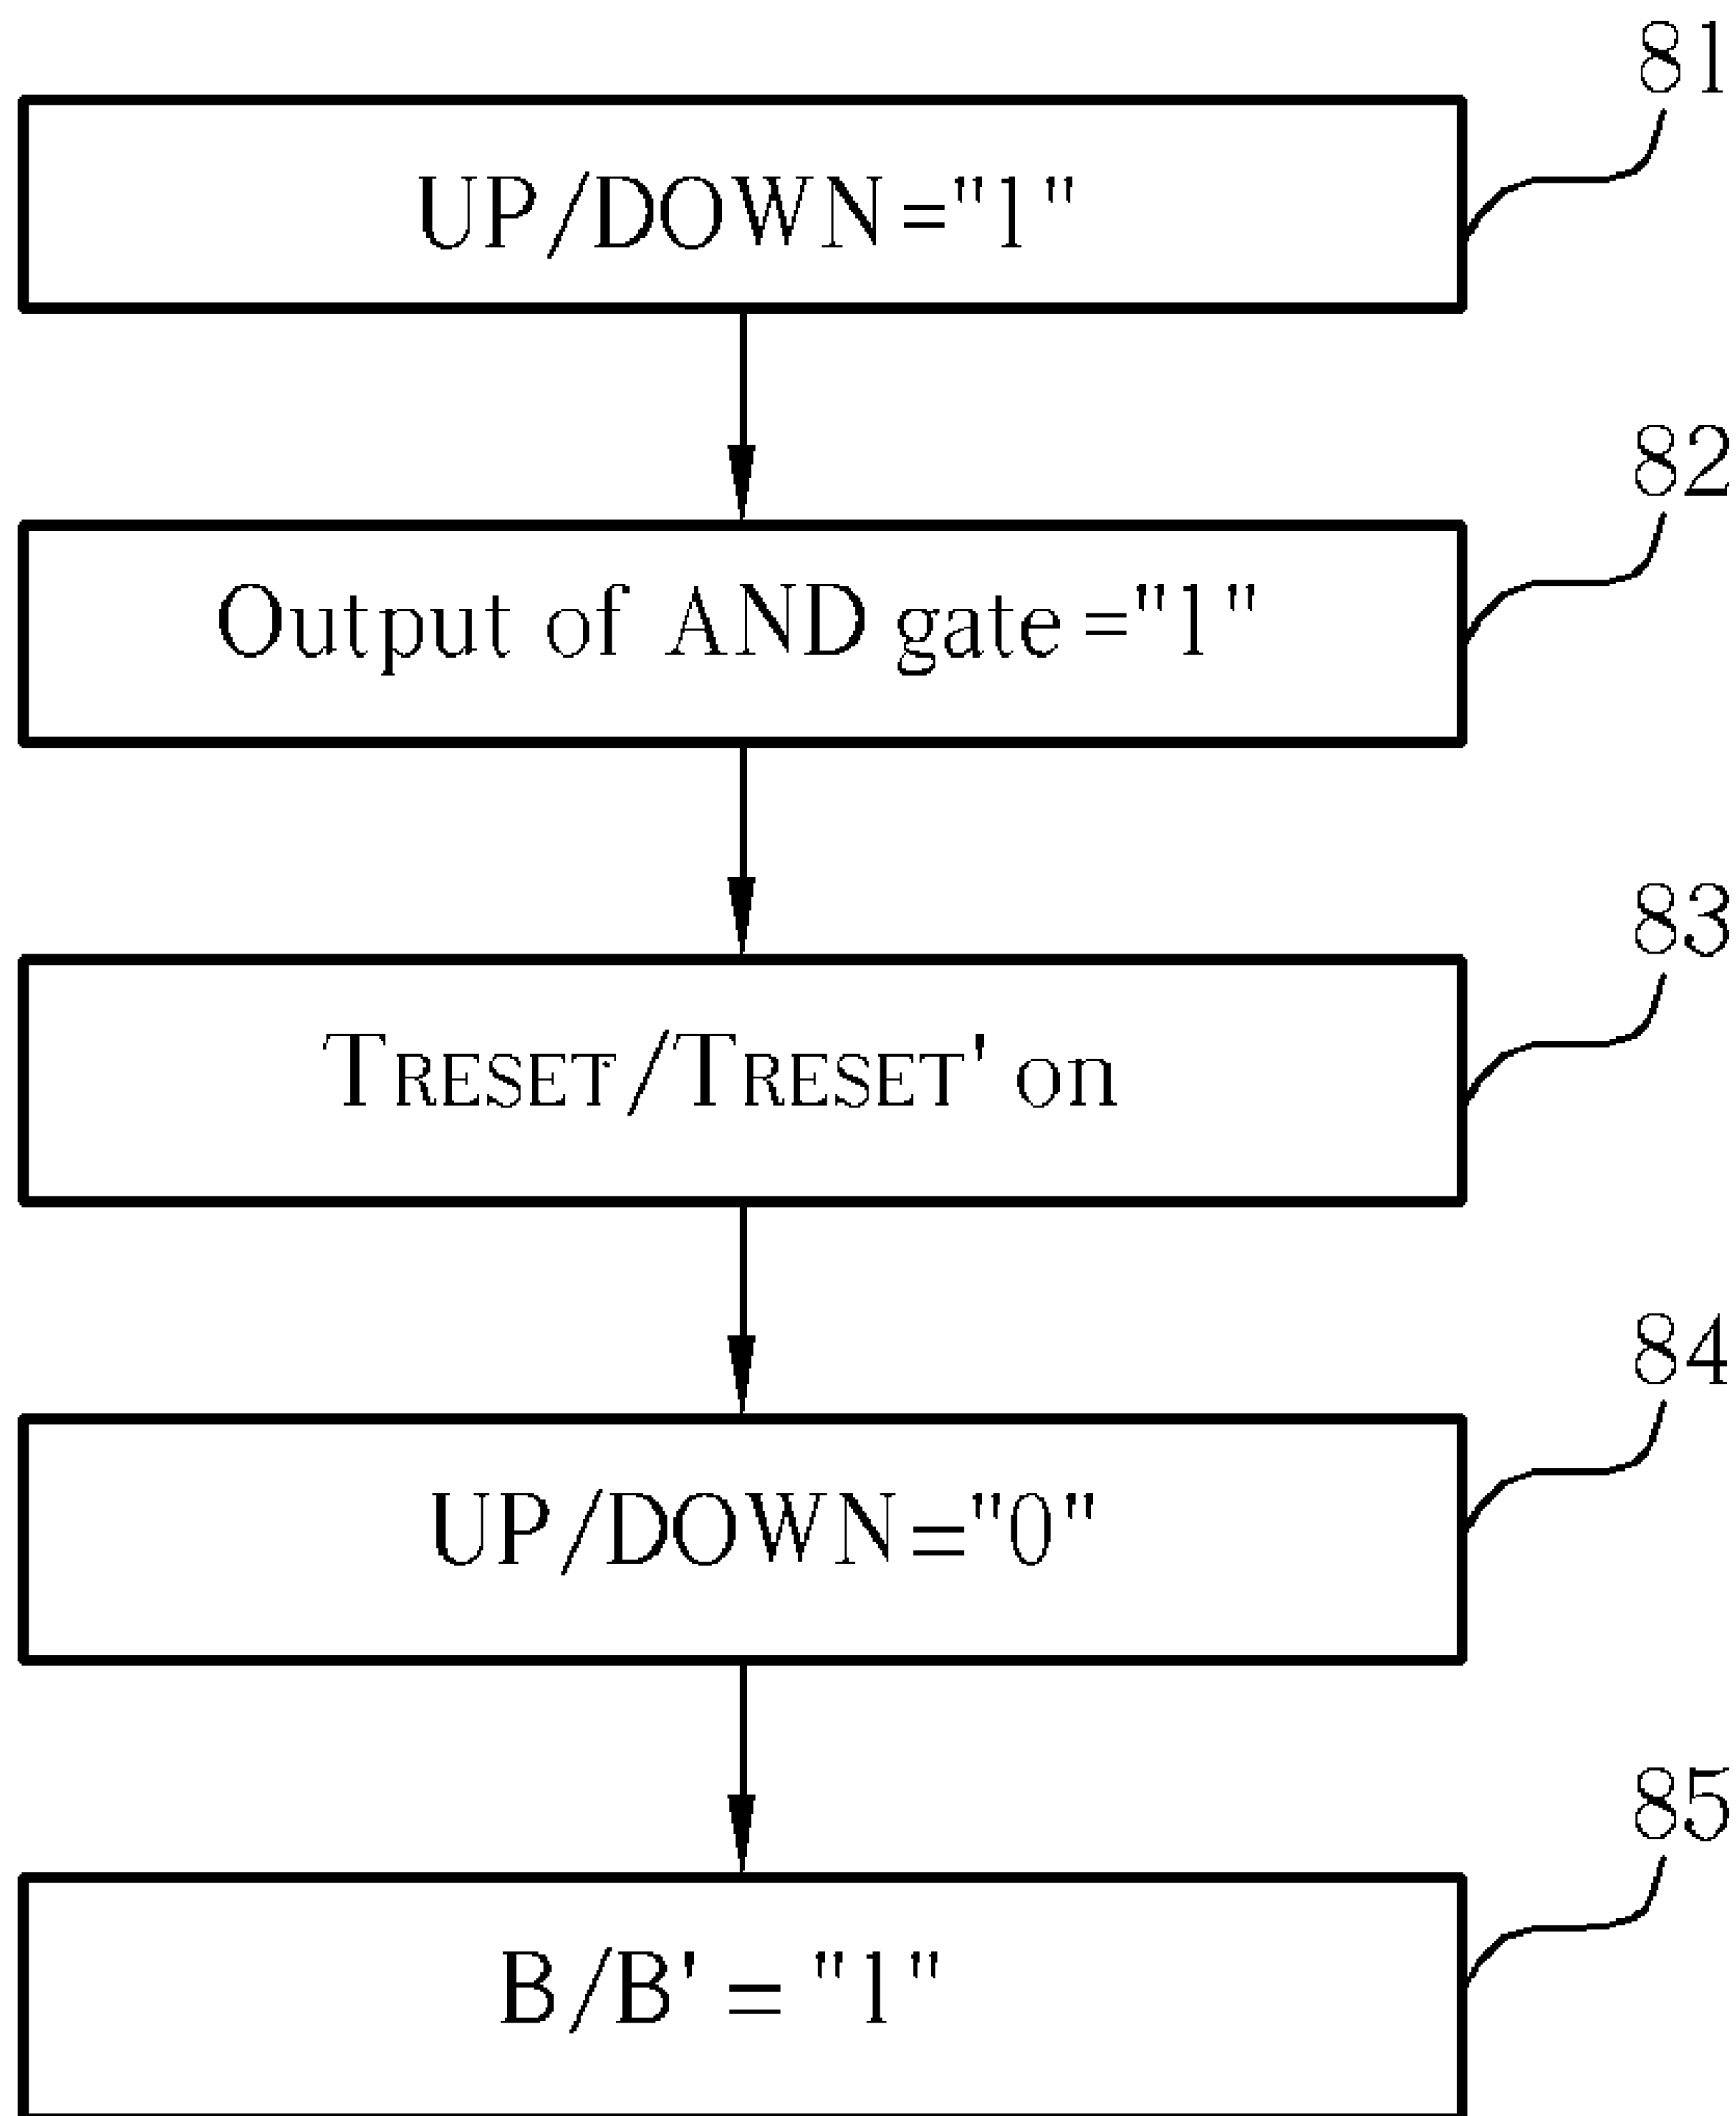 81
UP/DOWN="1"
82
Output of AND gate="1"
83
TRESET/TRESET' on
84
UP/DOWN="0"
85
B/B' = "1"